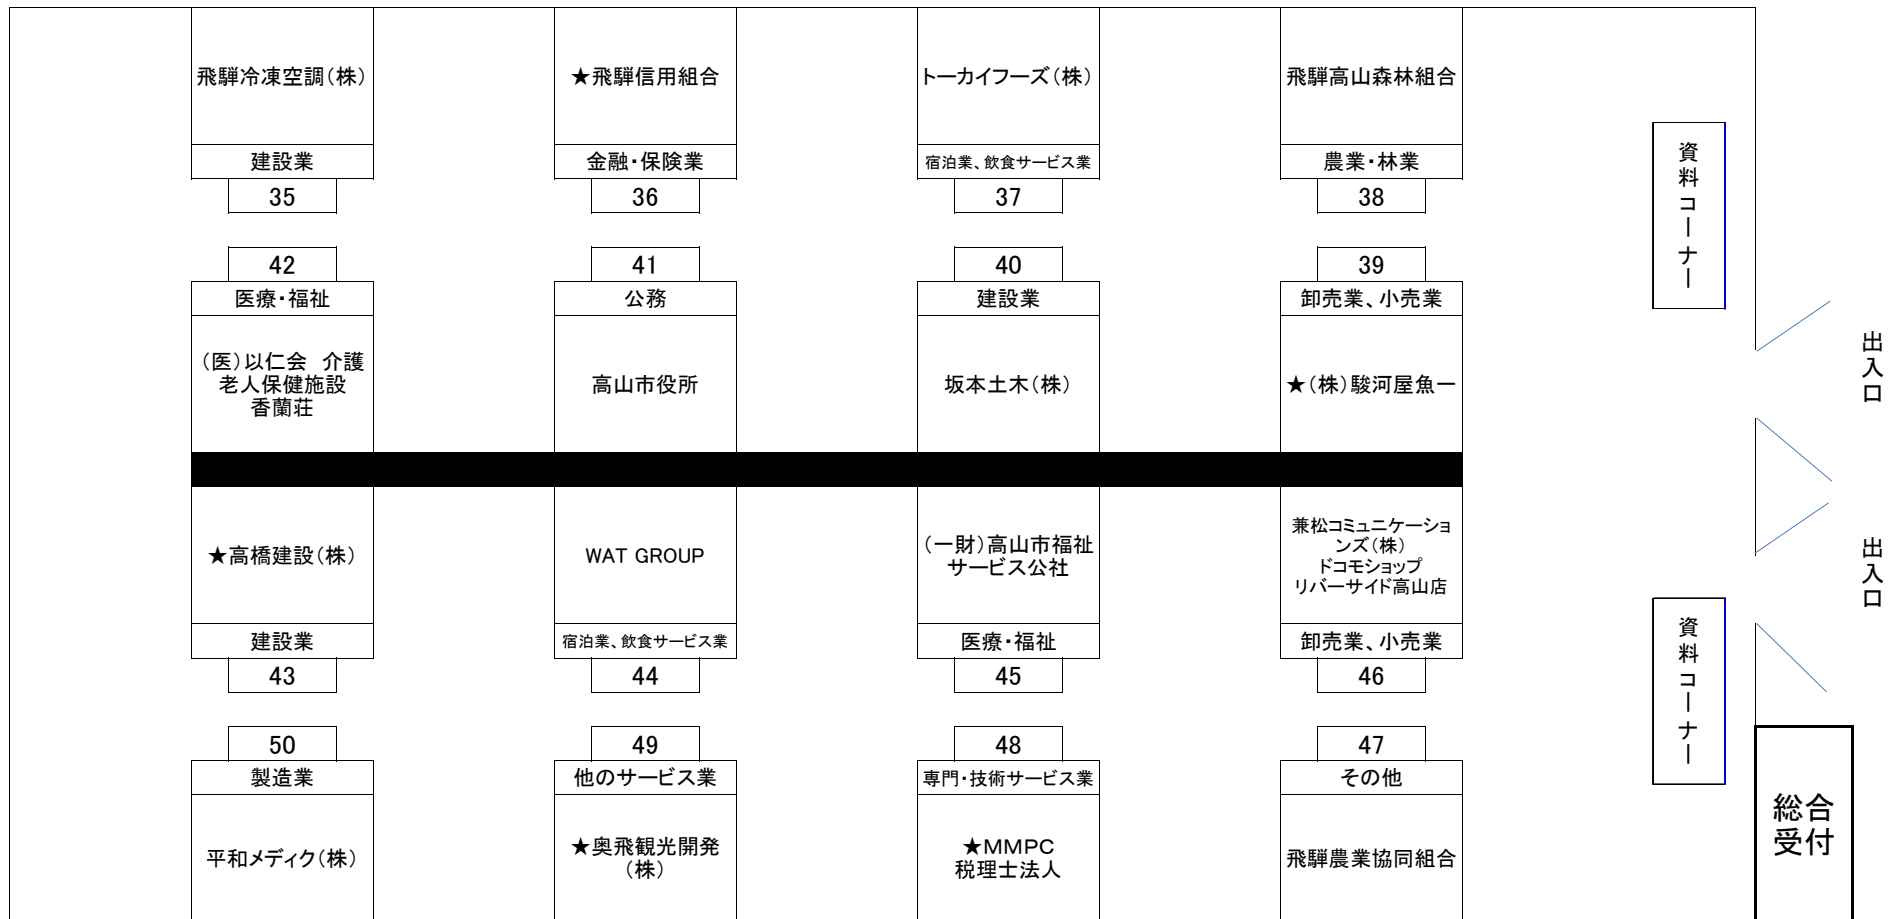 飛騨冷凍空調(株)
★飛騨信用組合
トーカイフーズ(株)
飛騨高山森林組合
建設業
金融・保険業
宿泊業、飲食サービス業
農業・林業
35
36
37
38
資料コーナー
42
41
40
39
医療・福祉
公務
建設業
卸売業、小売業
(医)以仁会　介護
老人保健施設
香蘭荘
高山市役所
坂本土木(株)
★(株)駿河屋魚一
出入口
★高橋建設(株)
WAT GROUP
(一財)高山市福祉
サービス公社
兼松コミュニケーショ
ンズ(株)
ドコモショップ
リバーサイド高山店
出入口
建設業
宿泊業、飲食サービス業
医療・福祉
卸売業、小売業
43
44
45
46
資料コーナー
50
49
48
47
製造業
他のサービス業
専門・技術サービス業
その他
平和メディク(株)
★奥飛観光開発
(株)
★MMPC
税理士法人
飛騨農業協同組合
総合
受付